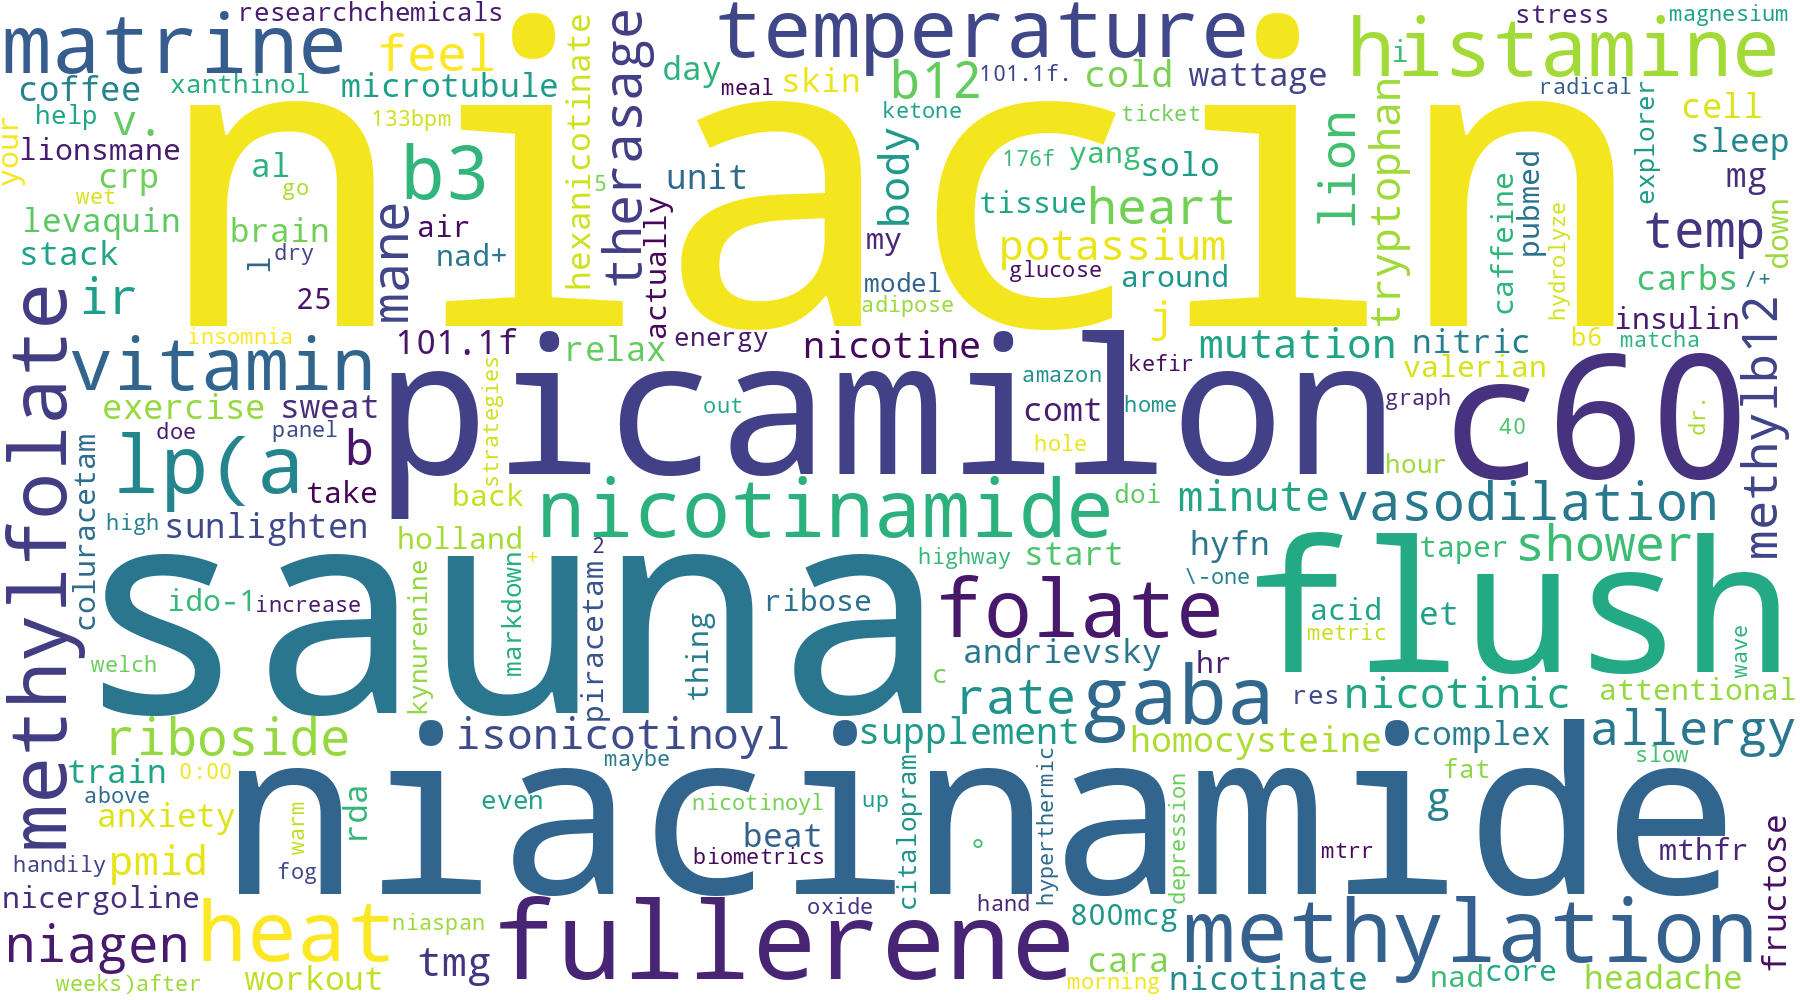 researchchemicals
stress
magnesium
matrine
feel
temperature
histamine
i
hexanicotinate
therasage
coffee
xanthinol
microtubule
day
meal
skin
b12
101.1f.
cold
wattage
radical
cell
your
help
v.
133bpm
ketone
ticket
tryptophan
explorer
sleep
niacin
lionsmane
crp
al
go
b3
5
unit
body
176f
yang
solo
lion
caffeine
pubmed
mg
wet
levaquin
brain
mane
air
actually
my
tissue
heart
hydrolyze
temp
down
stack
l
dry
nad+
potassium
ir
25
model
adipose
glucose
around
j
carbs
/+
methylfolate
insomnia
101.1f
relax
energy
nicotine
kefir
mutation
nitric
b6
insulin
matcha
methylb12
vitamin
exercise
sweat
strategies
picamilon
amazon
comt
home
valerian
graph
c60
out
hole
40
dr.
doe
panel
lp(a
b
take
back
hour
coluracetam
high
sunlighten
nicotinamide
doi
minute
vasodilation
holland
2
+
highway
start
hyfn
taper
shower
sauna
kynurenine
markdown
piracetam
\-one
flush
ido-1
increase
ribose
folate
acid
et
metric
thing
wave
welch
andrievsky
hr
c
rate
gaba
res
nicotinic
attentional
riboside
isonicotinoyl
supplement
homocysteine
complex
allergy
train
0:00
maybe
fat
slow
above
anxiety
rda
warm
even
nicotinoyl
up
citalopram
hyperthermic
depression
g
niacinamide
beat
°
biometrics
mtrr
mthfr
fructose
handily
pmid
fog
nicergoline
oxide
hand
niagen
heat
niaspan
fullerene
800mcg
methylation
tmg
cara
weeks)after
workout
morning
nicotinate
nad
core
headache